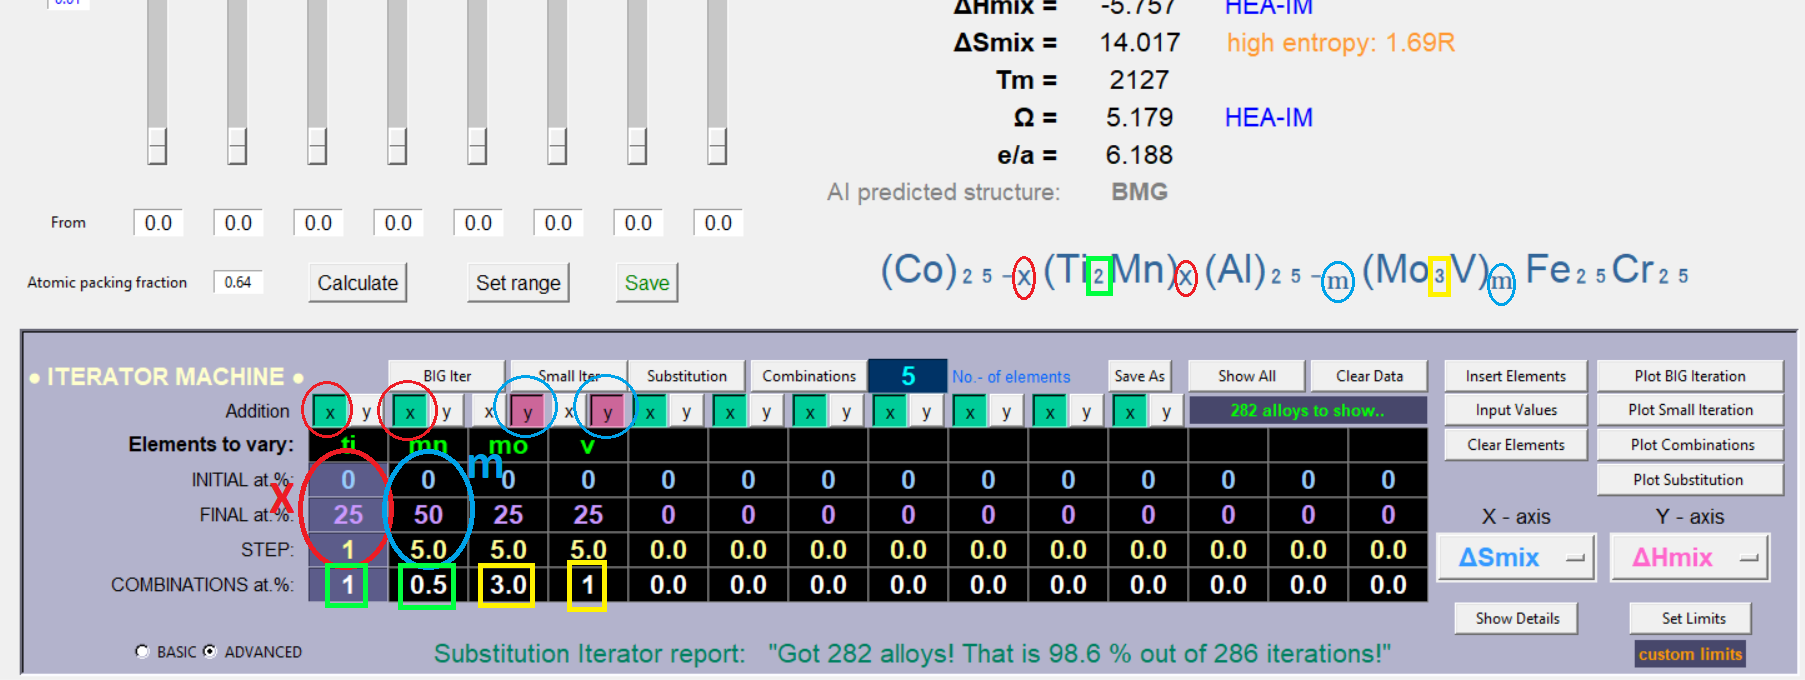 0.01
ΔHmix = -5.757 HEA-IM
ΔSmix = 14.017 high entropy: 1.69R
Tm = 2127
Ω = 5.179 HEA-IM
e/a = 6.188
AI predicted structure: BMG
From 0.0 0.0 0.0 0.0 0.0 0.0 0.0 0.0
Atomic packing fraction 0.64 Calculate Set range Save
(Co)25-x(Ti2Mn)x(Al)25-m(Mo3V)mFe25Cr25
• ITERATOR MACHINE • BIG Iter Small Iter Substitution Combinations 5 No.- of elements Save As Show All Clear Data Insert Elements Plot BIG Iteration
Addition x y x y x y x y x y x y x y x y x y x y x y 282 alloys to show.. Input Values Plot Small Iteration
Elements to vary: ti mn mo v Clear Elements Plot Combinations
m
INITIAL at.%: 0 0 0 0 0 0 0 0 0 0 0 0 0 0 Plot Substitution
X
FINAL at.%: 25 50 25 25 0 0 0 0 0 0 0 0 0 0 X - axis Y - axis
STEP: 1 5.0 5.0 5.0 0.0 0.0 0.0 0.0 0.0 0.0 0.0 0.0 0.0 0.0 ΔSmix ΔHmix
COMBINATIONS at.%: 1 0.5 3.0 1 0.0 0.0 0.0 0.0 0.0 0.0 0.0 0.0 0.0 0.0
Show Details Set Limits
BASIC ADVANCED Substitution Iterator report: "Got 282 alloys! That is 98.6 % out of 286 iterations!" custom limits